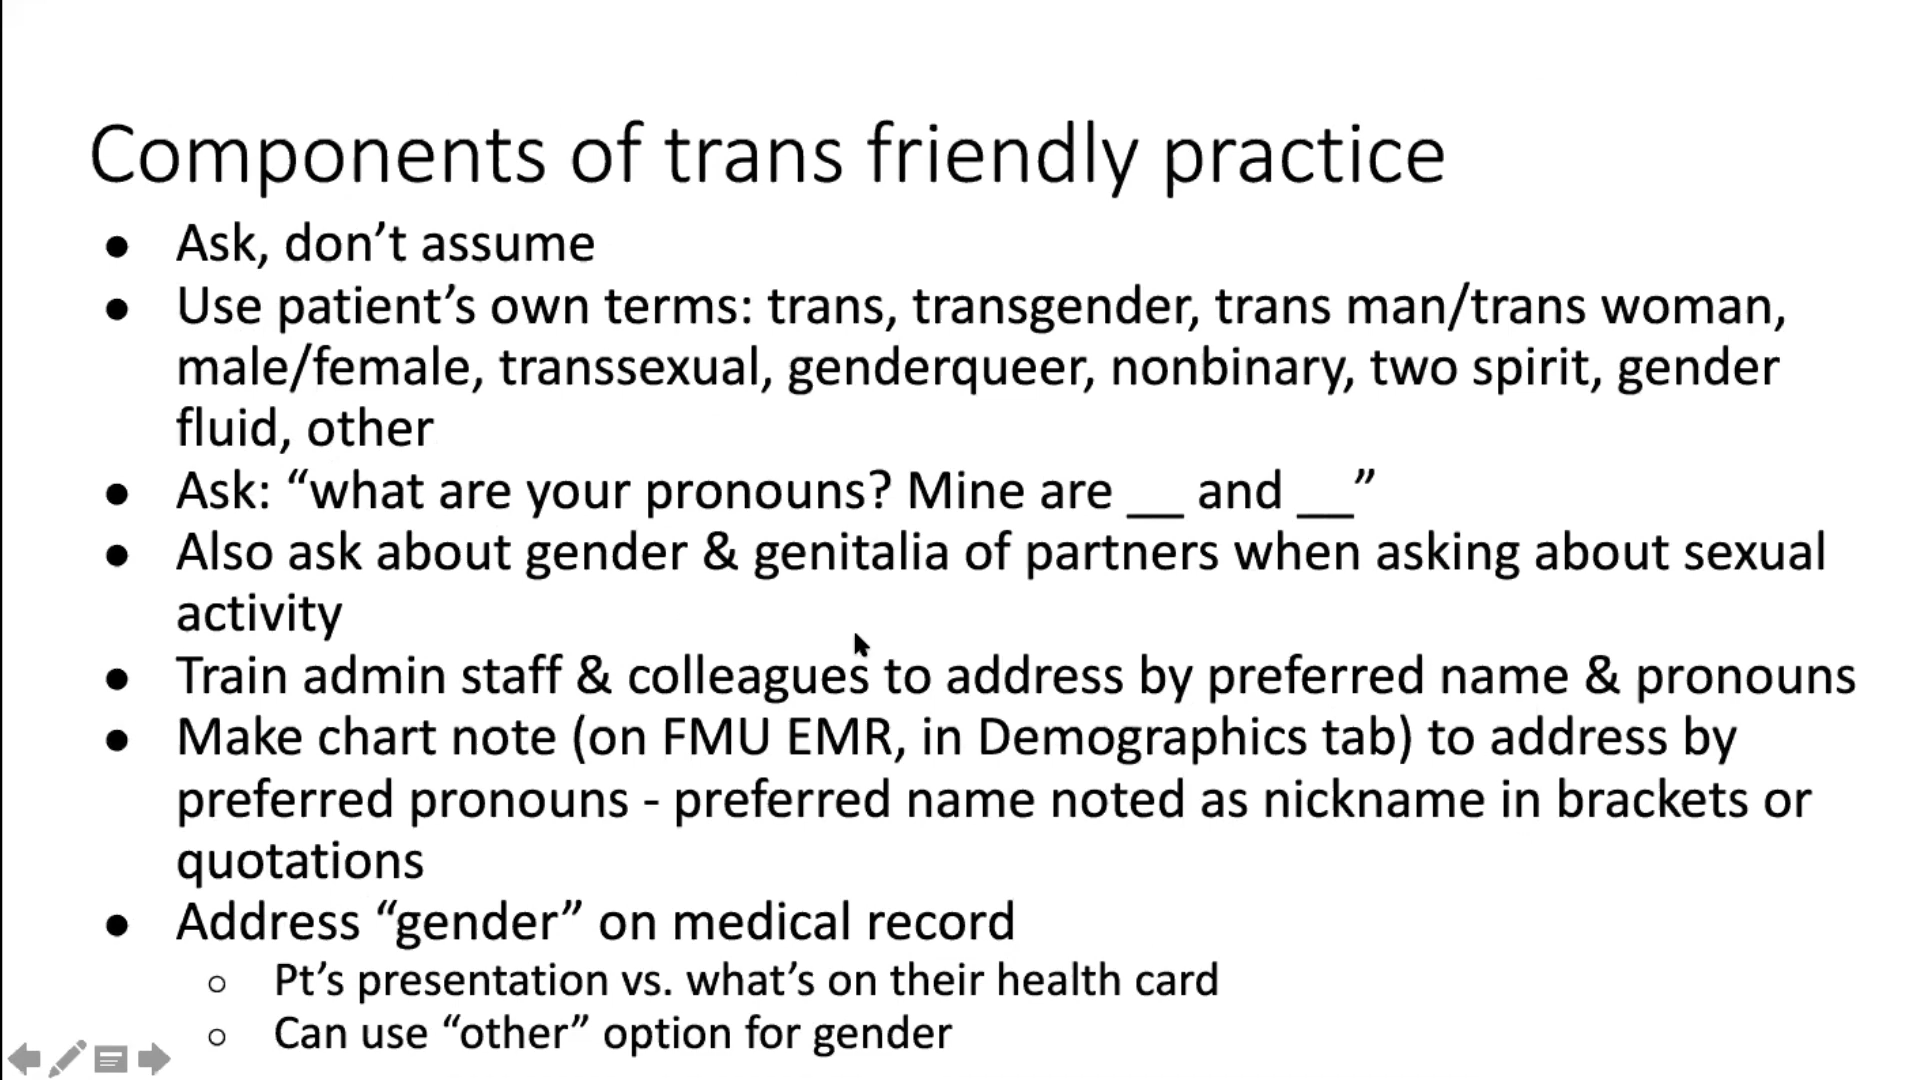 Components of trans friendly practice
● Ask, don’t assume
● Use patient’s own terms: trans, transgender, trans man/trans woman,
male/female, transsexual, genderqueer, nonbinary, two spirit, gender
fluid, other
● Ask: “what are your pronouns? Mine are __ and __”
● Also ask about gender & genitalia of partners when asking about sexual
activity
● Train admin staff & colleagues to address by preferred name & pronouns
● Make chart note (on FMU EMR, in Demographics tab) to address by
preferred pronouns - preferred name noted as nickname in brackets or
quotations
● Address “gender” on medical record
○ Pt’s presentation vs. what’s on their health card
○ Can use “other” option for gender